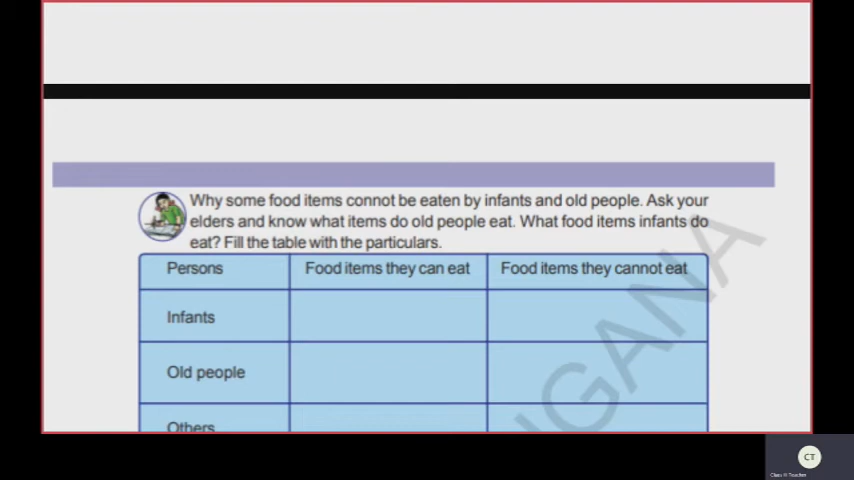 Why some food items connot be eaten by infants and old people. Ask your
elders and know what items do old people eat. What food items infants do
eat? Fill the table with the particulars.
Persons Food items they can eat Food items they cannot eat
Infants
Old people
Others
NGANA
CT